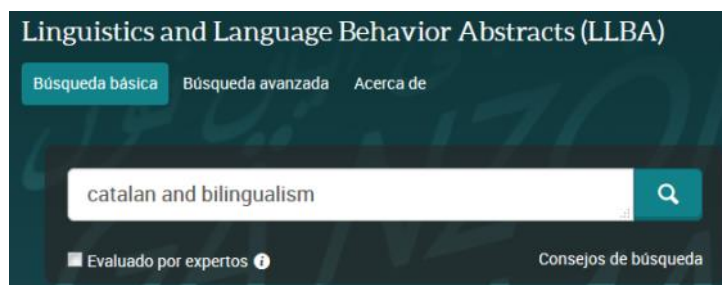 Linguistics and Language Behavior Abstracts (LLBA)
Búsqueda básica Búsqueda avanzada Acerca de
catalan and bilingualism
Evaluado por expertos Consejos de búsqueda